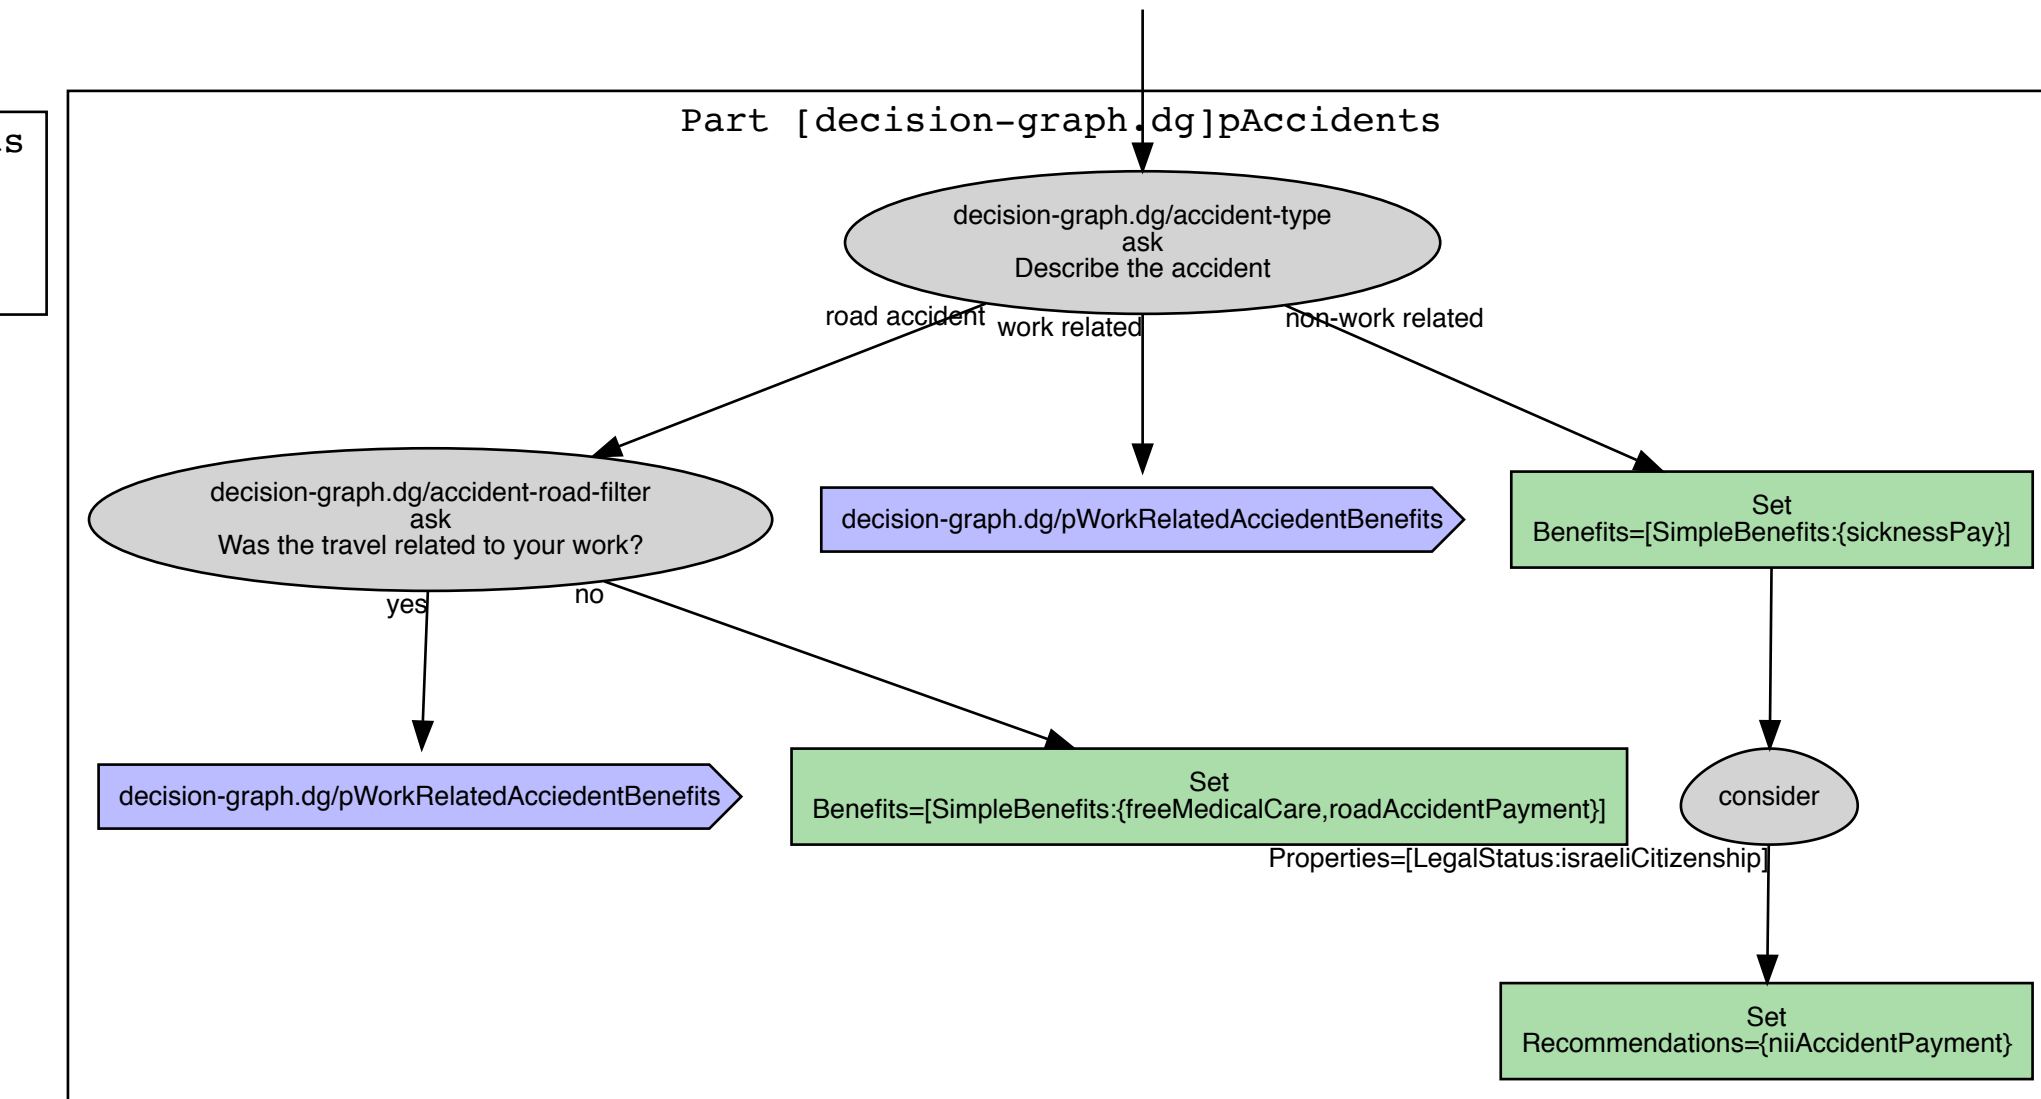 s
Part [decision-graph.dg]pAccidents
decision-graph.dg/accident-type
ask
Describe the accident
road accident
work related
non-work related
decision-graph.dg/accident-road-filter
ask
Was the travel related to your work?
decision-graph.dg/pWorkRelatedAcciedentBenefits
Set
Benefits=[SimpleBenefits:{sicknessPay}]
yes
no
decision-graph.dg/pWorkRelatedAcciedentBenefits
Set
Benefits=[SimpleBenefits:{freeMedicalCare,roadAccidentPayment}]
consider
Properties=[LegalStatus:israeliCitizenship]
Set
Recommendations={niiAccidentPayment}